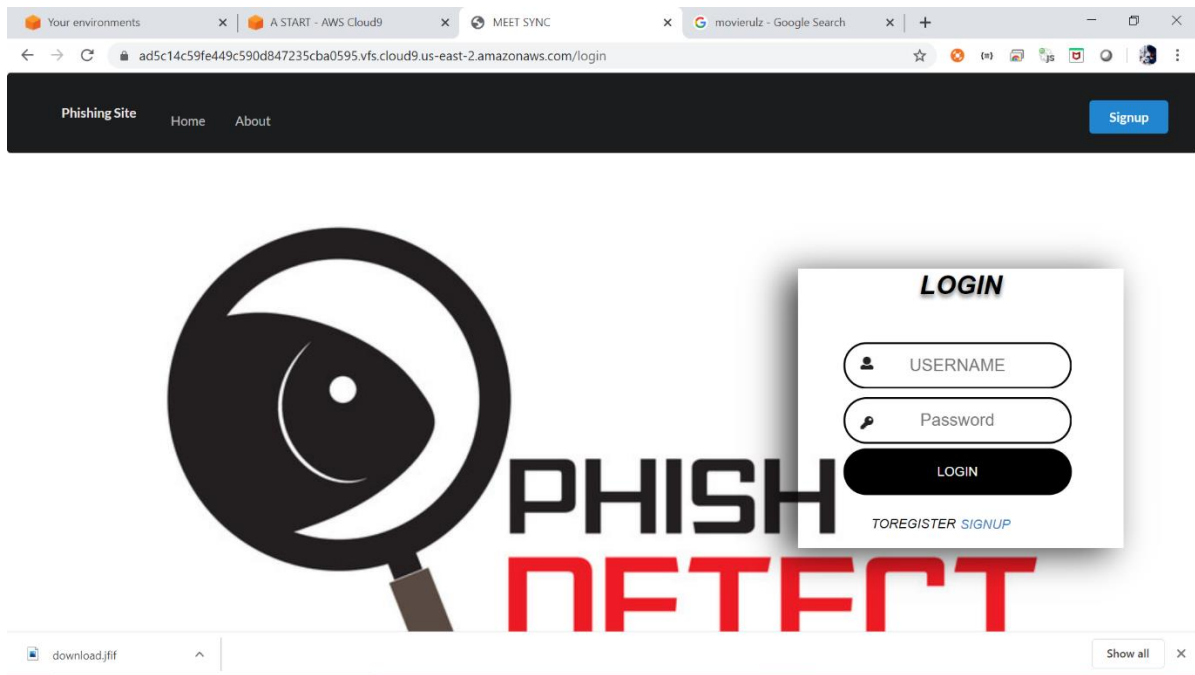 Your environments
A START - AWS Cloud9
MEET SYNC
movierulz - Google Search
ad5c14c59fe449c590d847235cba0595.vfs.cloud9.us-east-2.amazonaws.com/login
Phishing Site Home About Signup
LOGIN
USERNAME
Password
LOGIN
TOREGISTER SIGNUP
PHISH
DETECT
download.jfif
Show all